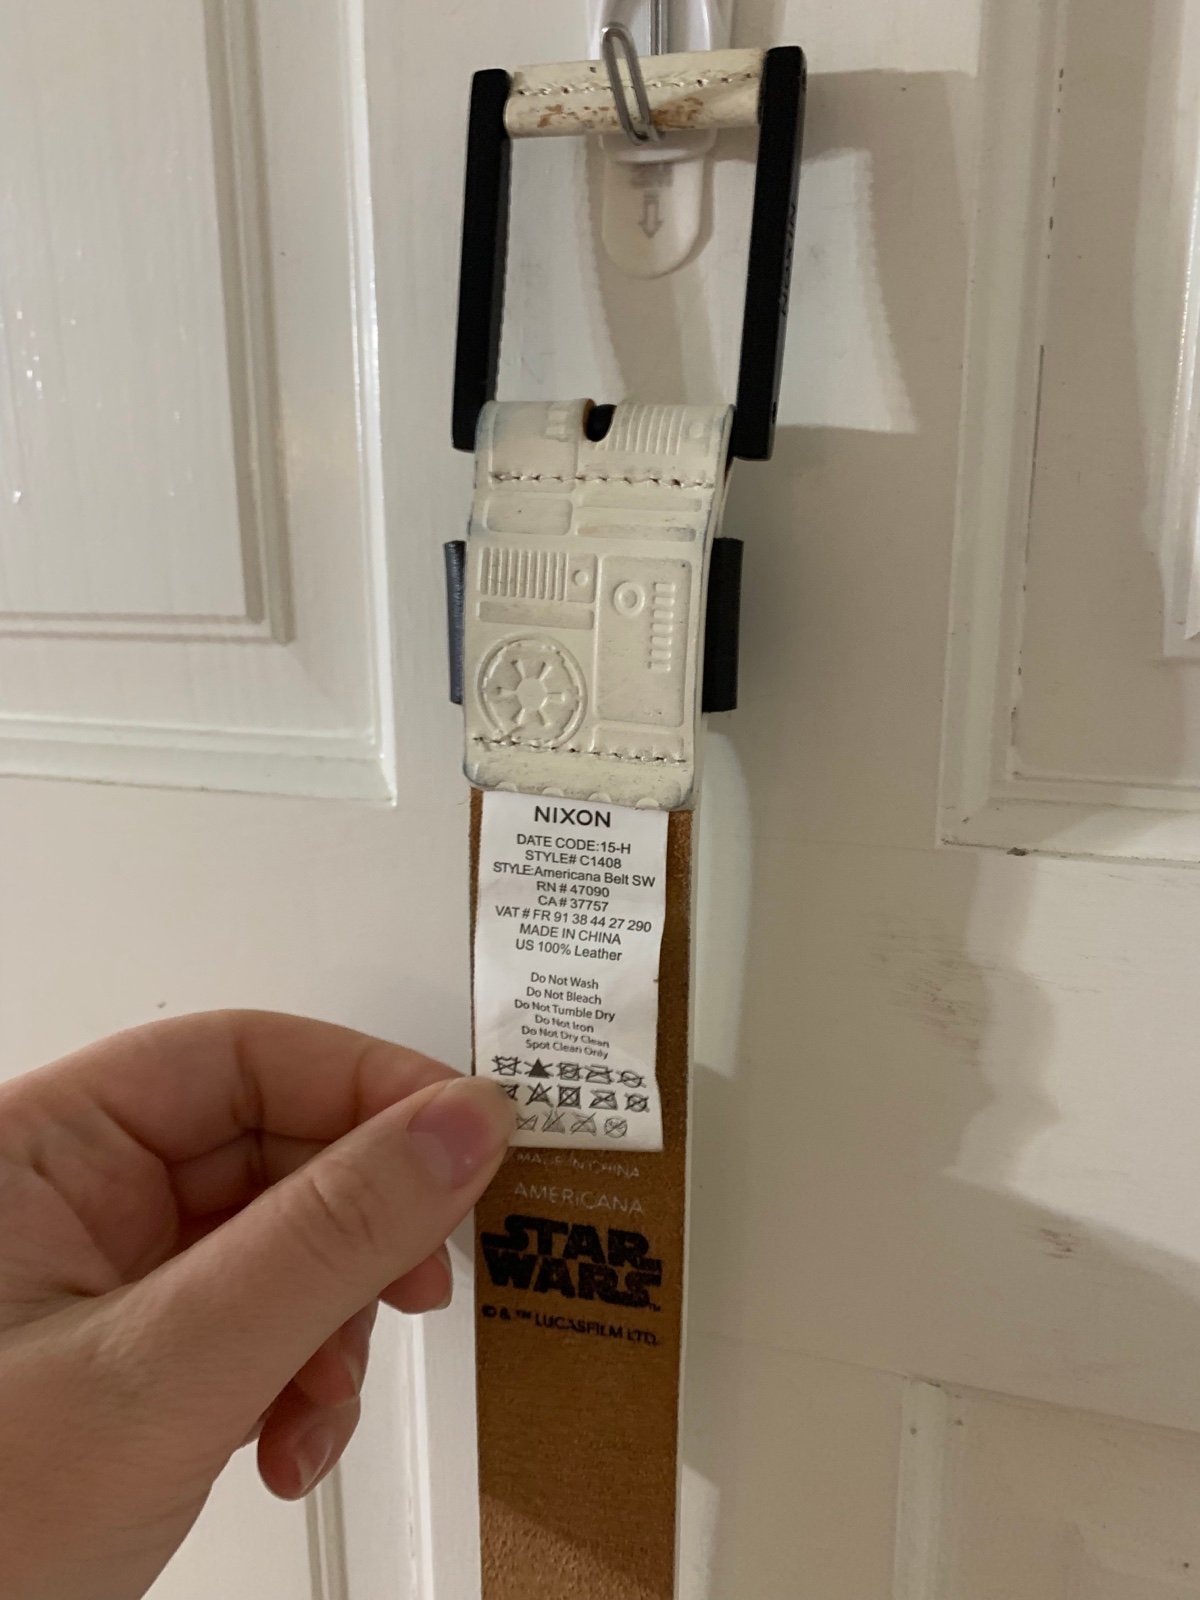 NIXON
NIXON
DATE CODE:15-H
STYLE# C1408
STYLE:Americana Belt SW
RN # 47090
CA # 37757
VAT # FR 91 38 44 27 290
MADE IN CHINA
US 100% Leather
Do Not Wash
Do Not Bleach
Do Not Tumble Dry
Do Not Iron
Do Not Dry Clean
Spot Clean Only
MADE IN CHINA
AMERICANA
STAR
WARS™
© & ™ LUCASFILM LTD.